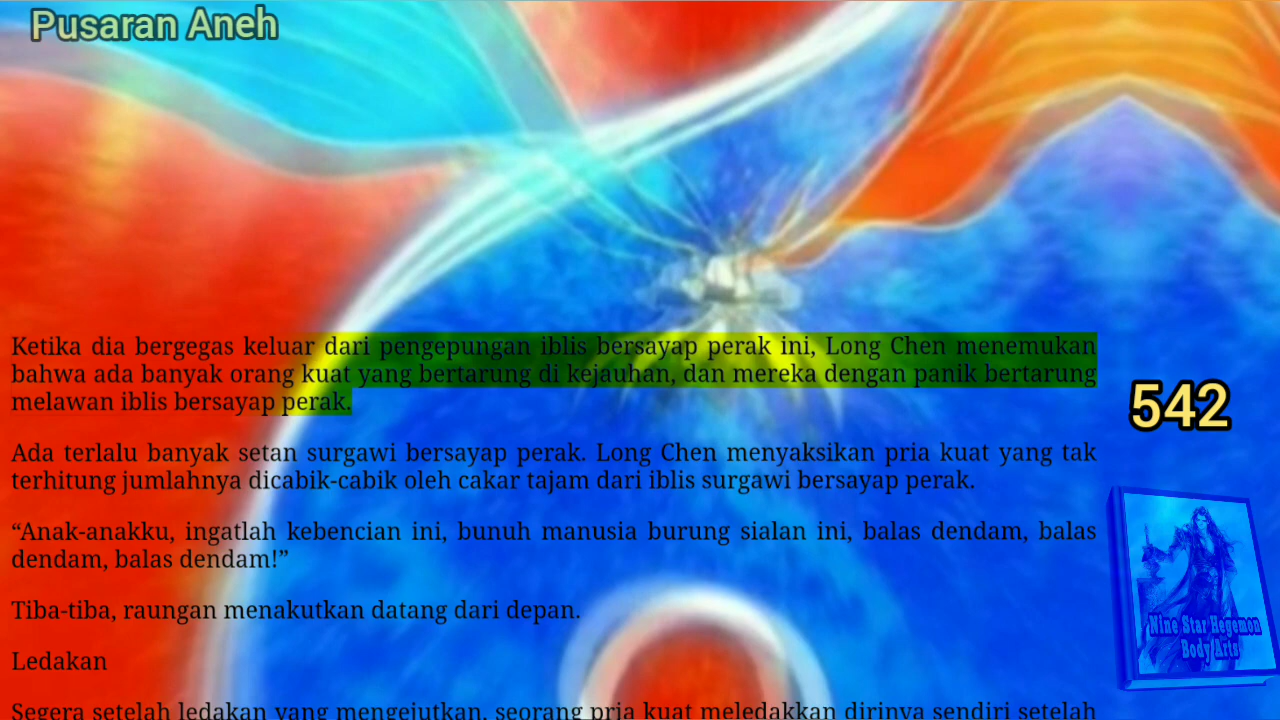 Pusaran Aneh
Ketika dia bergegas keluar dari pengepungan iblis bersayap perak ini, Long Chen menemukan
bahwa ada banyak orang kuat yang bertarung di kejauhan, dan mereka dengan panik bertarung
melawan iblis bersayap perak.
Ada terlalu banyak setan surgawi bersayap perak. Long Chen menyaksikan pria kuat yang tak
terhitung jumlahnya dicabik-cabik oleh cakar tajam dari iblis surgawi bersayap perak.
“Anak-anakku, ingatlah kebencian ini, bunuh manusia burung sialan ini, balas dendam, balas
dendam, balas dendam!”
Tiba-tiba, raungan menakutkan datang dari depan.
Ledakan
Segera setelah ledakan yang mengejutkan, seorang pria kuat meledakkan dirinya sendiri setelah
542
Nine Star Hegemon
Body Arts